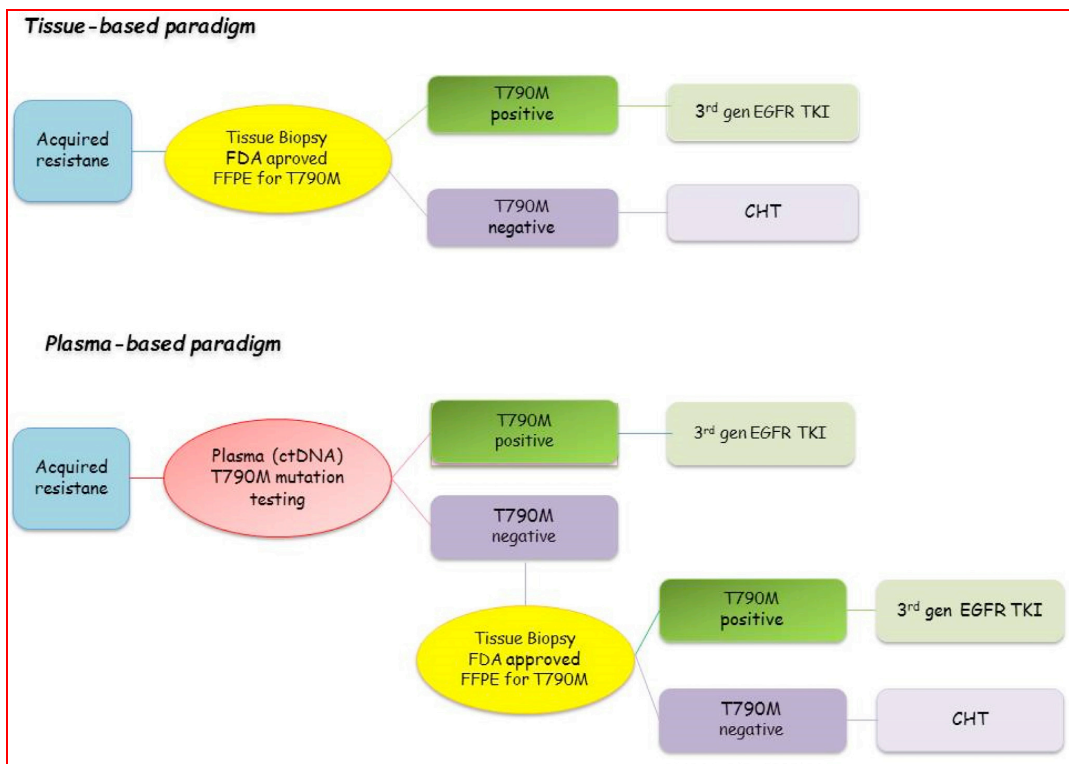 Tissue-based paradigm
Acquired
resistane
Tissue Biopsy
FDA aproved
FFPE for T790M
T790M
positive
3rd gen EGFR TKI
T790M
negative
CHT
Plasma-based paradigm
Acquired
resistane
Plasma (ctDNA)
T790M mutation
testing
T790M
positive
3rd gen EGFR TKI
T790M
negative
Tissue Biopsy
FDA approved
FFPE for T790M
T790M
positive
3rd gen EGFR TKI
T790M
negative
CHT